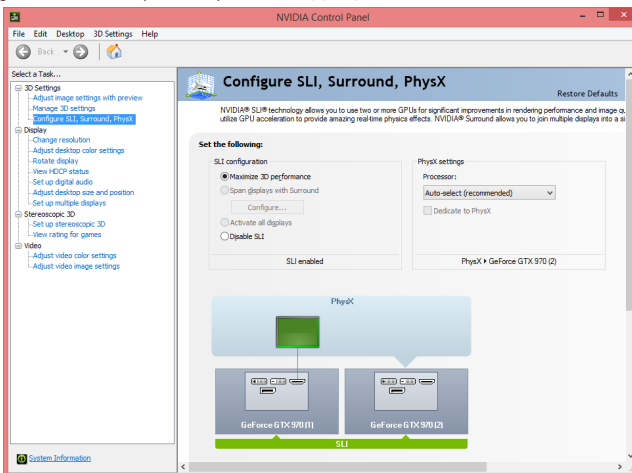 NVIDIA Control Panel
File Edit Desktop 3D Settings Help
Back
Select a Task...
3D Settings
Adjust image settings with preview
Manage 3D settings
Configure SLI, Surround, PhysX
Display
Change resolution
Adjust desktop color settings
Rotate display
View HDCP status
Set up digital audio
Adjust desktop size and position
Set up multiple displays
Stereoscopic 3D
Set up stereoscopic 3D
View rating for games
Video
Adjust video color settings
Adjust video image settings
System Information
Configure SLI, Surround, PhysX
Restore Defaults
NVIDIA® SLI® technology allows you to use two or more GPUs for significant improvements in rendering performance and image qu
utilize GPU acceleration to provide amazing real-time physics effects. NVIDIA® Surround allows you to join multiple displays into a si
Set the following:
SLI configuration
Maximize 3D performance
Span displays with Surround
Configure...
Activate all displays
Disable SLI
SLI enabled
PhysX settings
Processor:
Auto-select (recommended)
Dedicate to PhysX
PhysX ▸ GeForce GTX 970 (2)
PhysX
GeForce GTX 970 (1)
GeForce GTX 970 (2)
SLI